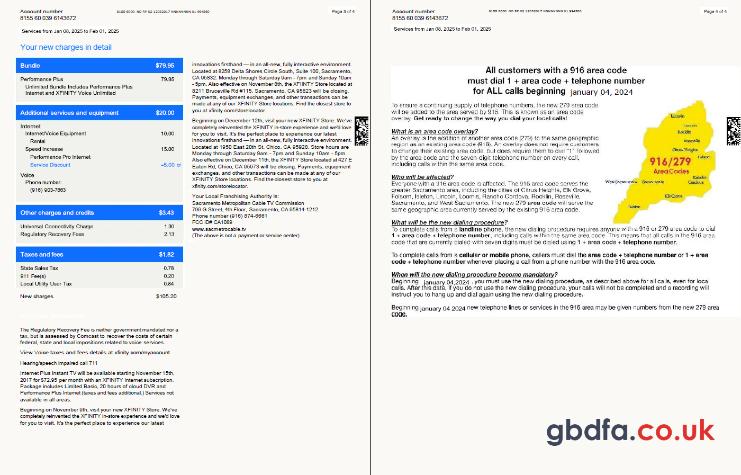 Account number
8155 60 039 6143672
Page 3 of 4
Services from Jan 08, 2025 to Feb 01, 2025
Your new charges in detail
Bundle $79.95
Performance Plus 79.95
Unlimited Bundle Includes Performance Plus
Internet and XFINITY Voice Unlimited
Additional services and equipment $20.00
Internet
Internet/Voice Equipment 10.00
Rental
Speed Increase 15.00
Performance Pro Internet
Service Discount -5.00 cr
Voice
Phone number:
(916) 903-7663
Other charges and credits $3.43
Universal Connectivity Charge 1.30
Regulatory Recovery Fees 2.13
Taxes and fees $1.82
State Sales Tax 0.78
911 Fee(s) 0.20
Local Utility User Tax 0.84
New charges $105.20
The Regulatory Recovery Fee is neither government mandated nor a
tax, but is assessed by Comcast to recover the costs of certain
federal, state and local impositions related to voice services.
View Voice taxes and fees details at xfinity.com/myaccount
Hearing/speech impaired call 711
Internet Plus Instant TV will be available starting November 15th,
2017 for $72.95 per month with an XFINITY Internet subscription.
Package includes Limited Basic, 20 hours of cloud DVR and
Performance Plus Internet (taxes and fees additional.) Services not
available in all areas.
Beginning on November 9th, visit your new XFINITY Store. We've
completely reinvented the XFINITY in-store experience and we'd love
for you to visit. It's the perfect place to experience our latest
innovations firsthand — in an all-new, fully interactive environment.
Located at 8259 Delta Shores Circle South, Suite 100, Sacramento,
CA 95832. Monday through Saturday 9am - 7pm and Sunday 10am
- 5pm. Also effective on November 8th, the XFINITY Store located at
8211 Bruceville Rd #115, Sacramento, CA 95823 will be closing.
Payments, equipment exchanges, and other transactions can be
made at any of our XFINITY Store locations. Find the closest store to
you at xfinity.com/storelocator.
Beginning on December 12th, visit your new XFINITY Store. We've
completely reinvented the XFINITY in-store experience and we'd love
for you to visit. It's the perfect place to experience our latest
innovations firsthand — in an all-new, fully interactive environment.
Located at 1950 East 20th St, Chico, CA 95928. Store hours are
Monday through Saturday 9am - 7pm and Sunday 10am - 5pm.
Also effective on December 11th, the XFINITY Store located at 427 E
Eaton Rd, Chico, CA 95973 will be closing. Payments, equipment
exchanges, and other transactions can be made at any of our
XFINITY Store locations. Find the closest store to you at
xfinity.com/storelocator.
Your Local Franchising Authority is:
Sacramento Metropolitan Cable TV Commission
799 G Street, 4th Floor, Sacramento, CA 95814-1212
Phone number (916) 874-6661
FCC ID# CA1089
www.sacmetrocable.tv
(The above is not a payment or service center)
Account number
8155 60 039 6143672
Page 4 of 4
Services from Jan 08, 2025 to Feb 01, 2025
All customers with a 916 area code
must dial 1 + area code + telephone number
for ALL calls beginning January 04, 2024
To ensure a continuing supply of telephone numbers, the new 279 area code
will be added to the area served by 916. This is known as an area code
overlay. Get ready to change the way you dial your local calls!
What is an area code overlay?
An overlay is the addition of another area code (279) to the same geographic
region as an existing area code (916). An overlay does not require customers
to change their existing area code, but does require them to dial "1" followed
by the area code and the seven-digit telephone number on every call,
including calls within the same area code.
Who will be affected?
Everyone with a 916 area code is affected. The 916 area code serves the
greater Sacramento area, including the cities of Citrus Heights, Elk Grove,
Folsom, Isleton, Lincoln, Loomis, Rancho Cordova, Rocklin, Roseville,
Sacramento, and West Sacramento. The new 279 area code will serve the
same geographic area currently served by the existing 916 area code.
916/279
Area Codes
Lincoln
Rocklin
Roseville
Citrus Heights
Folsom
West Sacramento
Sacramento
Rancho
Cordova
Elk Grove
Isleton
What will be the new dialing procedure?
To complete calls from a landline phone, the new dialing procedure requires anyone with a 916 or 279 area code to dial
1 + area code + telephone number, including calls within the same area code. This means that all calls in the 916 area
code that are currently dialed with seven digits must be dialed using 1 + area code + telephone number.
To complete calls from a cellular or mobile phone, callers must dial the area code + telephone number or 1 + area
code + telephone number whenever placing a call from a phone number with the 916 area code.
When will the new dialing procedure become mandatory?
Beginning January 04,2024 - you must use the new dialing procedure, as described above for all calls, even for local
calls. After this date, if you do not use the new dialing procedure, your calls will not be completed and a recording will
instruct you to hang up and dial again using the new dialing procedure.
Beginning January 04,2024 new telephone lines or services in the 916 area may be given numbers from the new 279 area
code.
gbdfa.co.uk